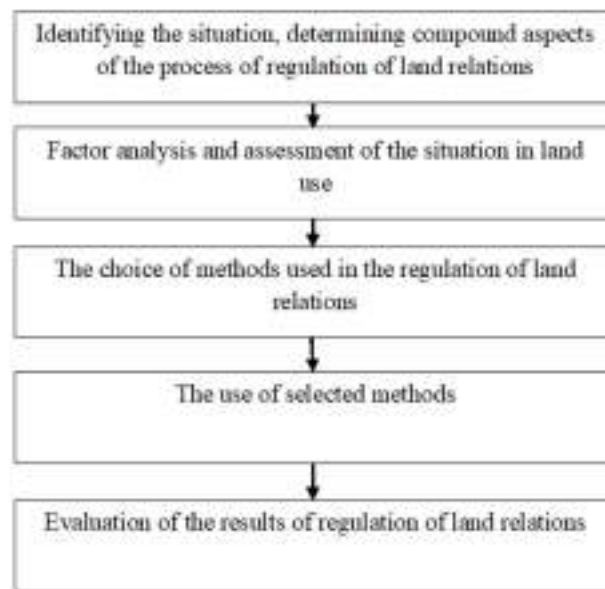 Identifying the situation, determining compound aspects
of the process of regulation of land relations
Factor analysis and assessment of the situation in land
use
The choice of methods used in the regulation of land
relations
The use of selected methods
Evaluation of the results of regulation of land relations